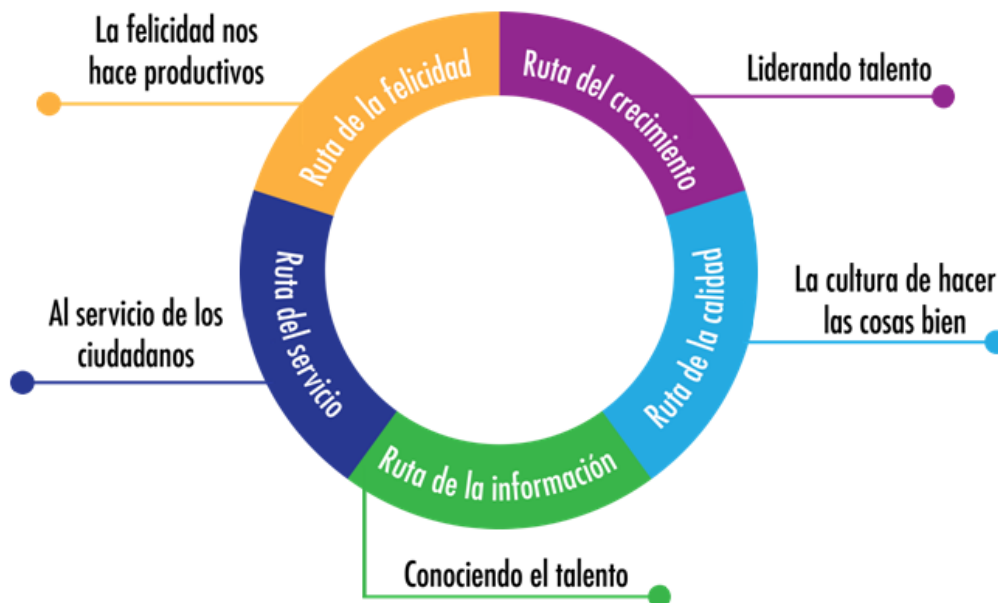 La felicidad nos
hace productivos
Ruta de la felicidad
Ruta del crecimiento
Liderando talento
Al servicio de los
ciudadanos
Ruta del servicio
Ruta de la calidad
La cultura de hacer
las cosas bien
Ruta de la información
Conociendo el talento